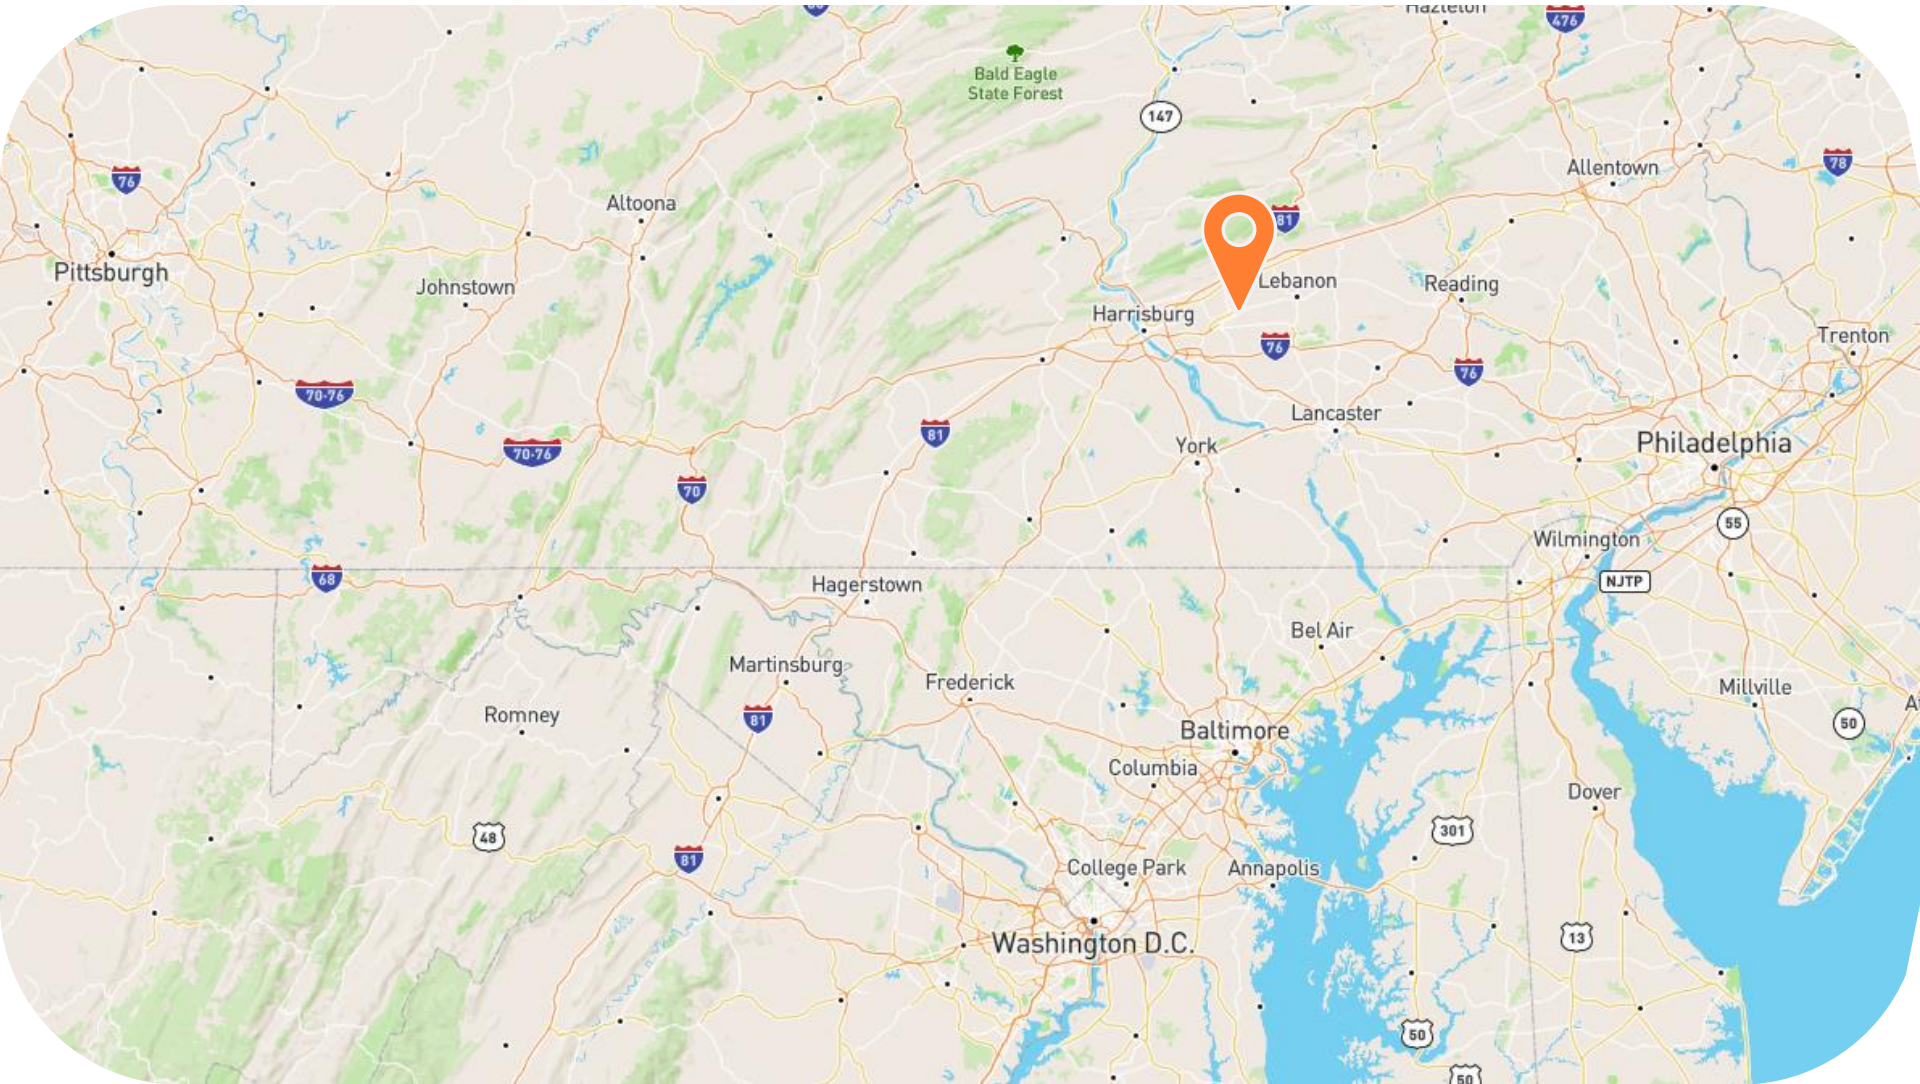 Hazleton
476
Bald Eagle
State Forest
147
Allentown
78
76
Altoona
81
Pittsburgh
Johnstown
Lebanon
Reading
Harrisburg
76
Trenton
76
70-76
Lancaster
81
York
Philadelphia
70-76
70
55
Wilmington
68
Hagerstown
NJTP
Bel Air
Martinsburg
Frederick
Millville
Romney
81
50
Baltimore
Columbia
Dover
48
301
81
College Park
Annapolis
Washington D.C.
13
50
50